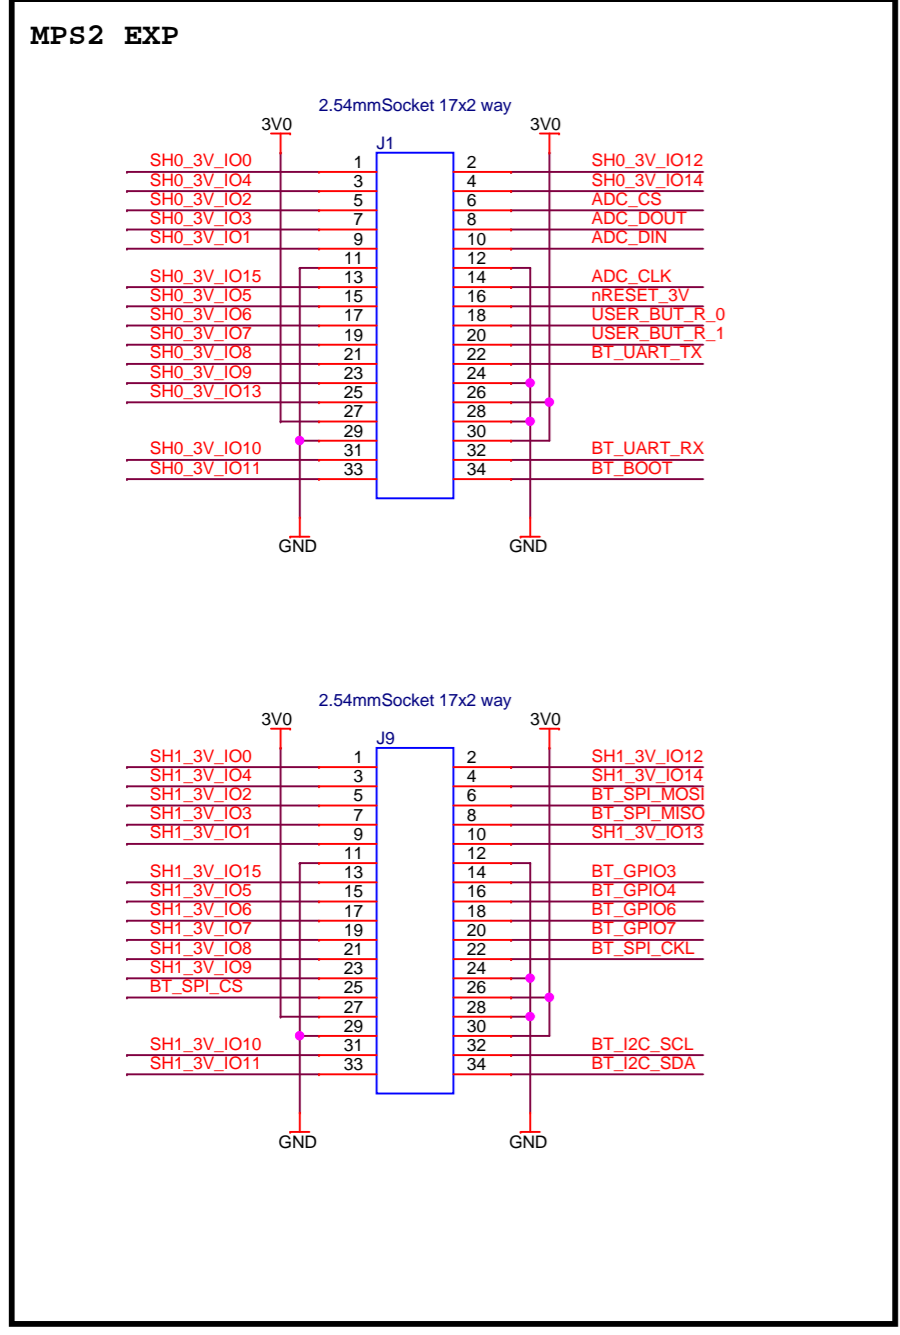 MPS2 EXP
2.54mmSocket 17x2 way
3V0 3V0
J1
SH0_3V_IO0 1 2 SH0_3V_IO12
SH0_3V_IO4 3 4 SH0_3V_IO14
SH0_3V_IO2 5 6 ADC_CS
SH0_3V_IO3 7 8 ADC_DOUT
SH0_3V_IO1 9 10 ADC_DIN
11 12
SH0_3V_IO15 13 14 ADC_CLK
SH0_3V_IO5 15 16 nRESET_3V
SH0_3V_IO6 17 18 USER_BUT_R_0
SH0_3V_IO7 19 20 USER_BUT_R_1
SH0_3V_IO8 21 22 BT_UART_TX
SH0_3V_IO9 23 24
SH0_3V_IO13 25 26
27 28
29 30
SH0_3V_IO10 31 32 BT_UART_RX
SH0_3V_IO11 33 34 BT_BOOT
GND GND
2.54mmSocket 17x2 way
3V0 3V0
J9
SH1_3V_IO0 1 2 SH1_3V_IO12
SH1_3V_IO4 3 4 SH1_3V_IO14
SH1_3V_IO2 5 6 BT_SPI_MOSI
SH1_3V_IO3 7 8 BT_SPI_MISO
SH1_3V_IO1 9 10 SH1_3V_IO13
11 12
SH1_3V_IO15 13 14 BT_GPIO3
SH1_3V_IO5 15 16 BT_GPIO4
SH1_3V_IO6 17 18 BT_GPIO6
SH1_3V_IO7 19 20 BT_GPIO7
SH1_3V_IO8 21 22 BT_SPI_CKL
SH1_3V_IO9 23 24
BT_SPI_CS 25 26
27 28
29 30
SH1_3V_IO10 31 32 BT_I2C_SCL
SH1_3V_IO11 33 34 BT_I2C_SDA
GND GND